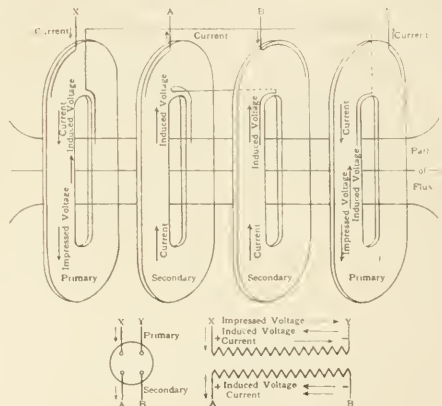 X
A
B
Current
Current
Current
Current
Induced Voltage
Impressed Voltage
Primary
Induced Voltage
Current
Secondary
Induced Voltage
Current
Secondary
Current
Impressed Voltage
Induced Voltage
Primary
Part
of
Flux
X Y
Primary
Secondary
A B
X Impressed Voltage Y
Induced Voltage
+ Current -
+ Induced Voltage -
Current
A B